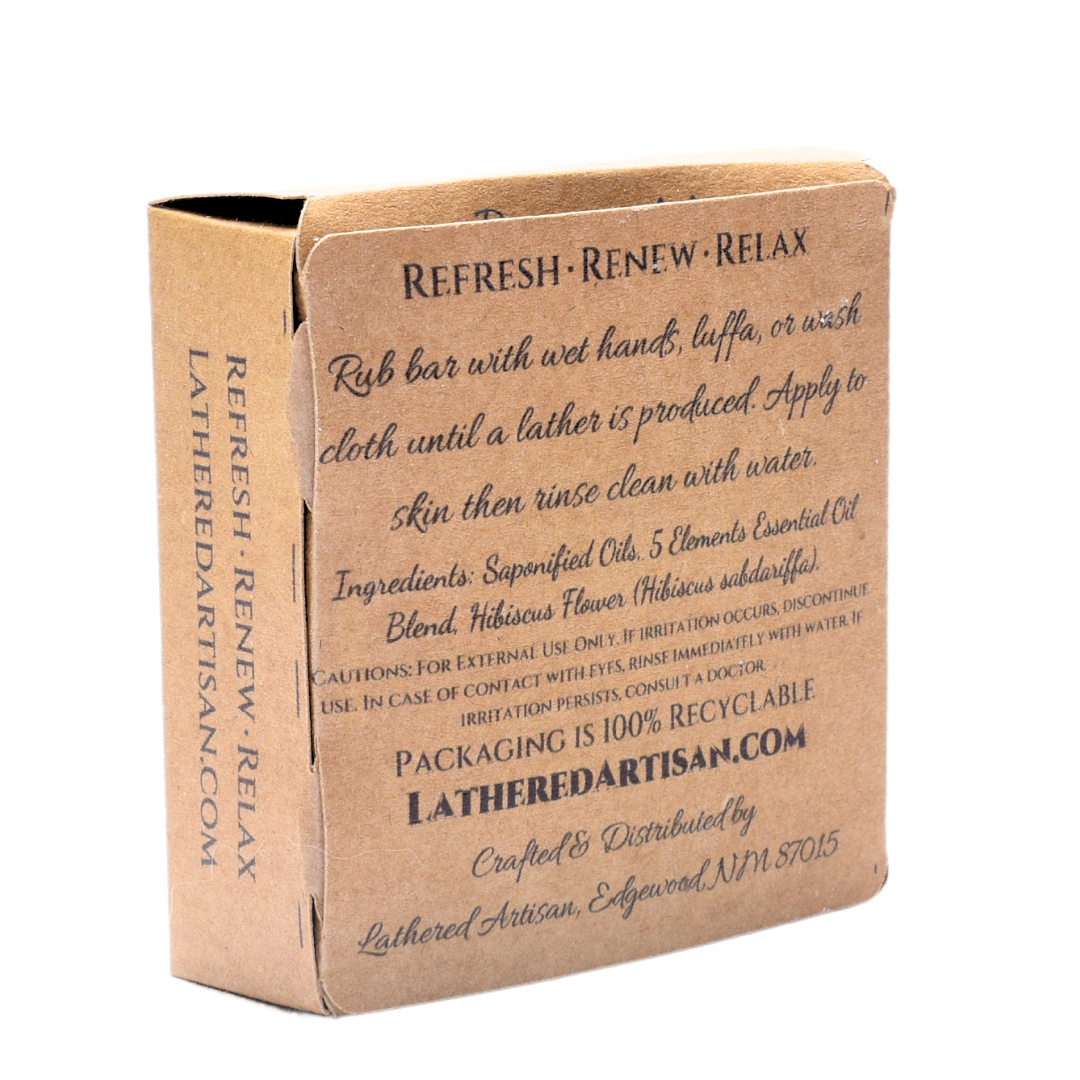 REFRESH · RENEW · RELAX
Rub bar with wet hands, luffa, or wash
cloth until a lather is produced. Apply to
skin then rinse clean with water.
Ingredients: Saponified Oils, 5 Elements Essential Oil
Blend, Hibiscus Flower (Hibiscus sabdariffa).
CAUTIONS: FOR EXTERNAL USE ONLY. IF IRRITATION OCCURS, DISCONTINUE
USE. IN CASE OF CONTACT WITH EYES, RINSE IMMEDIATELY WITH WATER. IF
IRRITATION PERSISTS, CONSULT A DOCTOR.
PACKAGING IS 100% RECYCLABLE
LATHEREDARTISAN.COM
Crafted & Distributed by
Lathered Artisan, Edgewood, NM 87015
REFRESH · RENEW · RELAX
LATHEREDARTISAN.COM